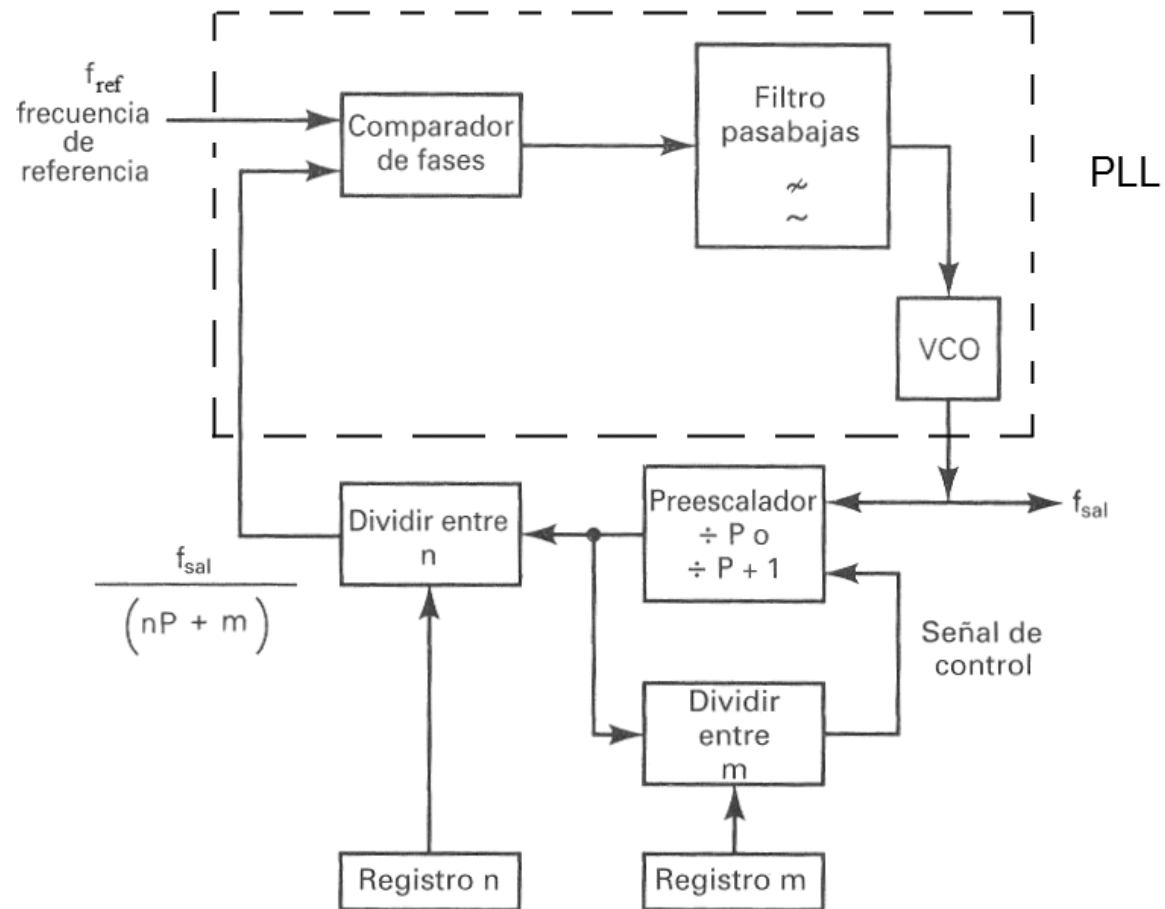 f_ref
frecuencia
de
referencia
Comparador
de fases
Filtro
pasabajas
≁
~
PLL
VCO
f_sal
Preescalador
÷ P o
÷ P + 1
Dividir entre
n
f_sal
(nP + m)
Señal de
control
Dividir
entre
m
Registro n
Registro m